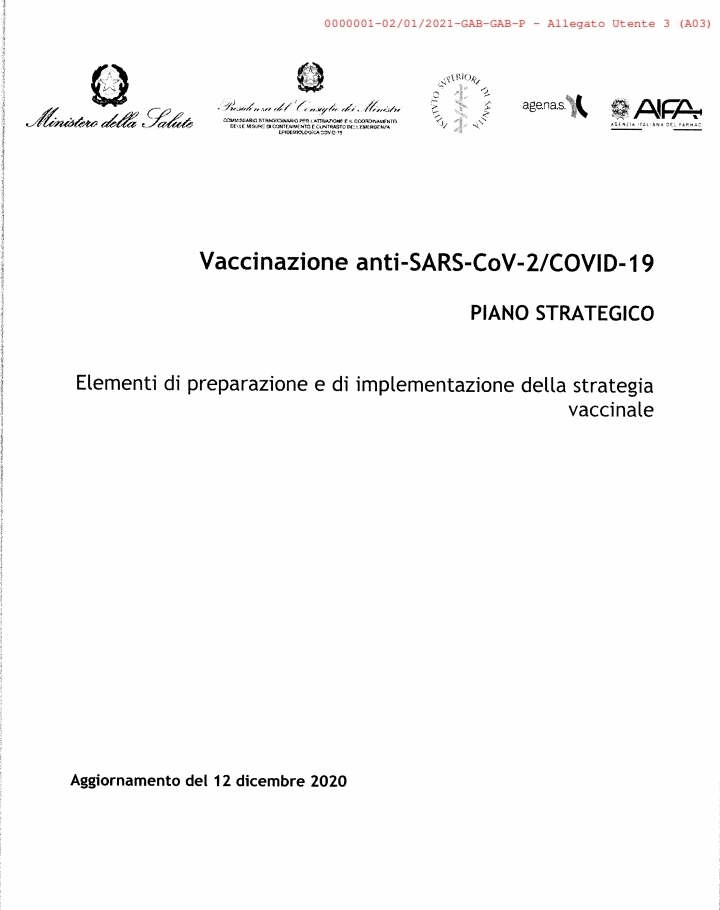 0000001-02/01/2021-GAB-GAB-P - Allegato Utente 3 (A03)
Ministero della Salute
Presidenza del Consiglio dei Ministri
COMMISSARIO STRAORDINARIO PER L'ATTUAZIONE E IL COORDINAMENTO
DELLE MISURE DI CONTENIMENTO E CONTRASTO DELL'EMERGENZA
EPIDEMIOLOGICA COVID-19
ISTITUTO SUPERIORE DI SANITÀ
agenas.
AIFA
AGENZIA ITALIANA DEL FARMAC
Vaccinazione anti-SARS-CoV-2/COVID-19
PIANO STRATEGICO
Elementi di preparazione e di implementazione della strategia
vaccinale
Aggiornamento del 12 dicembre 2020